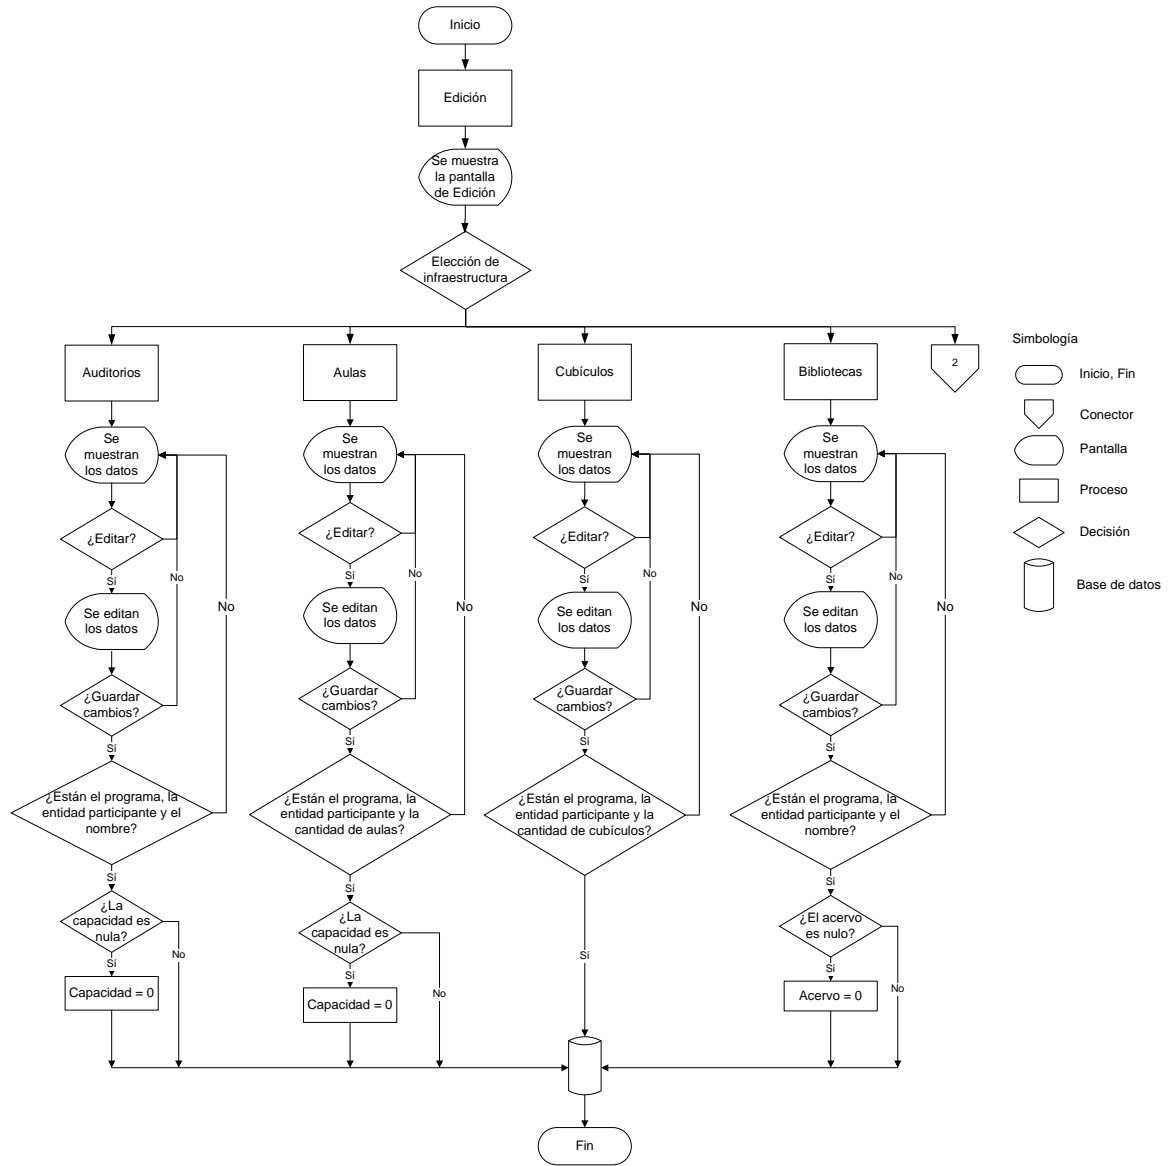 Inicio
Edición
Se muestra
la pantalla
de Edición
Elección de
infraestructura
Auditorios
Se
muestran
los datos
¿Editar?
Sí
No
Se editan
los datos
No
¿Guardar
cambios?
Sí
¿Están el programa, la
entidad participante y el
nombre?
Sí
¿La
capacidad es
nula?
No
Sí
Capacidad = 0
Aulas
Se
muestran
los datos
¿Editar?
Sí
No
Se editan
los datos
No
¿Guardar
cambios?
Sí
¿Están el programa, la
entidad participante y la
cantidad de aulas?
Sí
¿La
capacidad es
nula?
Sí
No
Capacidad = 0
Cubículos
Se
muestran
los datos
¿Editar?
Sí
No
Se editan
los datos
No
¿Guardar
cambios?
Sí
¿Están el programa, la
entidad participante y la
cantidad de cubículos?
Sí
Bibliotecas
Se
muestran
los datos
¿Editar?
Sí
No
Se editan
los datos
No
¿Guardar
cambios?
Sí
¿Están el programa, la
entidad participante y el
nombre?
Sí
¿El acervo
es nulo?
Sí
No
Acervo = 0
2
Fin
Simbología
Inicio, Fin
Conector
Pantalla
Proceso
Decisión
Base de datos